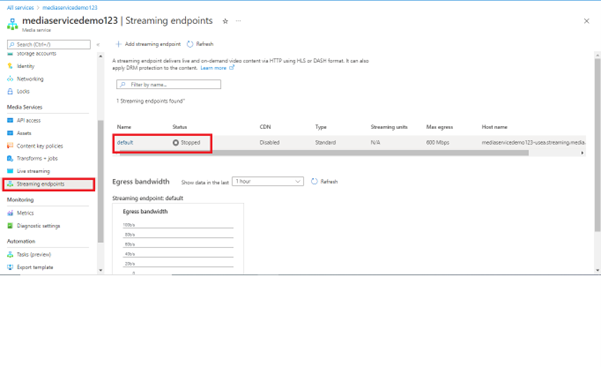 All services > mediaservicedemo123
mediaservicedemo123 | Streaming endpoints
Media service
Search (Ctrl+/)
Storage accounts
Identity
Networking
Locks
Media Services
API access
Assets
Content key policies
Transforms + jobs
Live streaming
Streaming endpoints
Monitoring
Metrics
Diagnostic settings
Automation
Tasks (preview)
Export template
Add streaming endpoint Refresh
A streaming endpoint delivers live and on-demand video content via HTTP using HLS or DASH format. It can also
apply DRM protection to the content. Learn more
Filter by name...
1 Streaming endpoints found"
Name Status CDN Type Streaming units Max egress Host name
default Stopped Disabled Standard N/A 600 Mbps mediaservicedemo123-usea.streaming.media.
Egress bandwidth Show data in the last 1 hour Refresh
Streaming endpoint: default
Egress bandwidth
100b/s
80b/s
60b/s
40b/s
20b/s
0